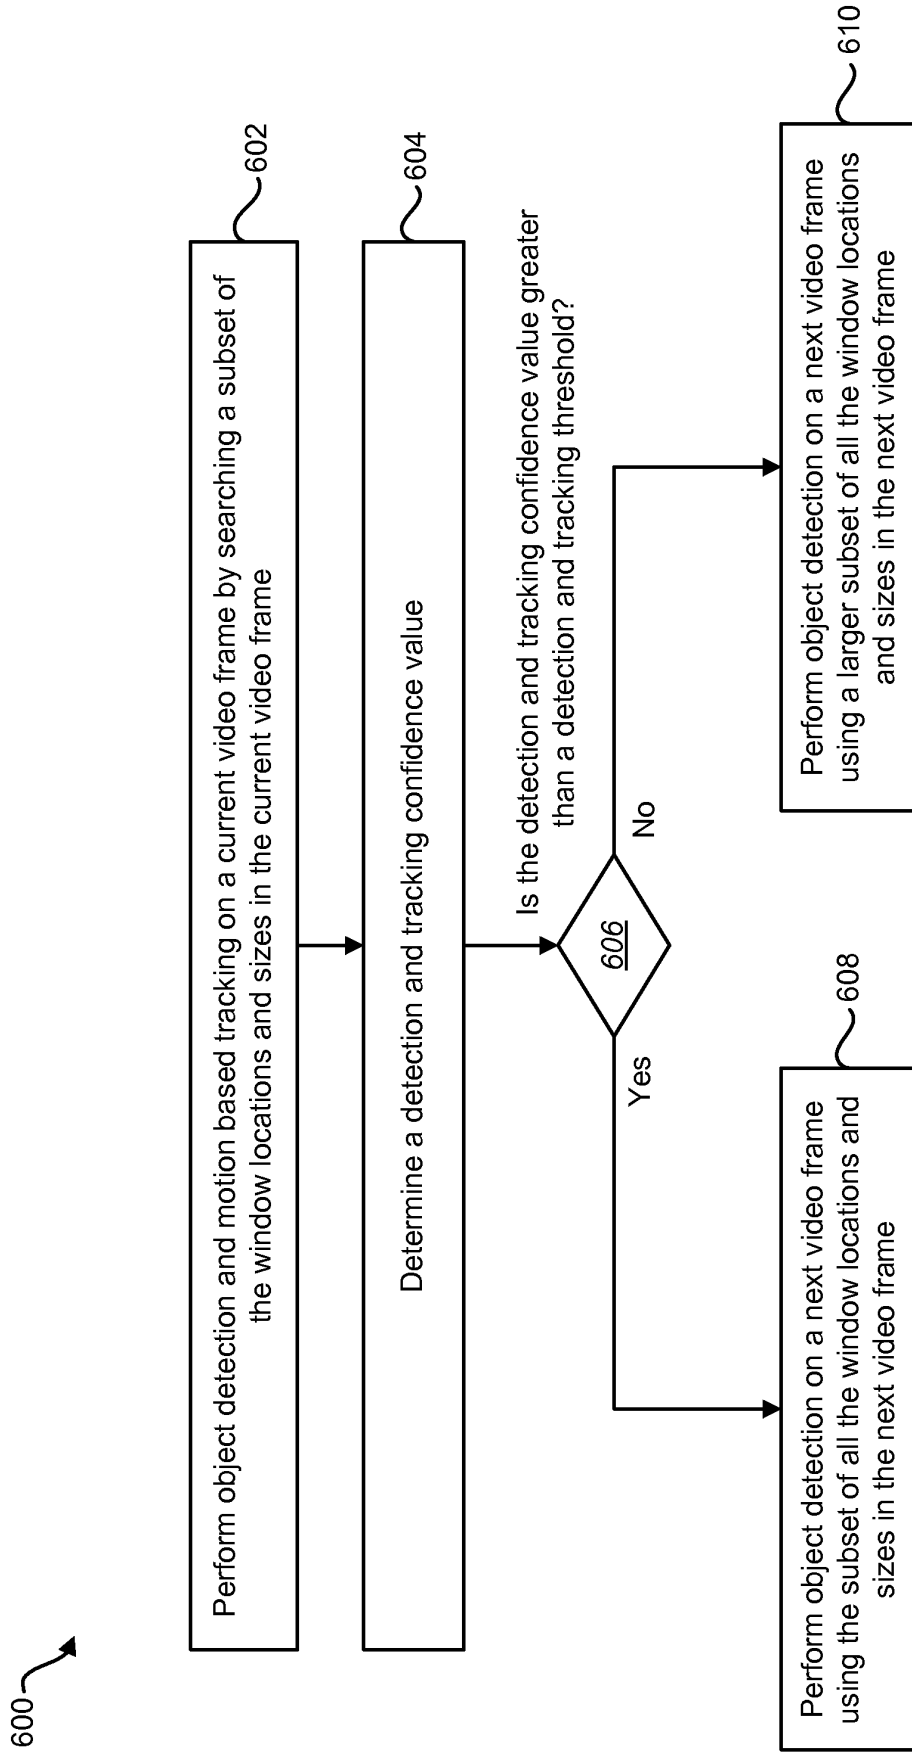 600
602
Perform object detection and motion based tracking on a current video frame by searching a subset of
the window locations and sizes in the current video frame
604
Determine a detection and tracking confidence value
Is the detection and tracking confidence value greater
than a detection and tracking threshold?
606
Yes
No
608
Perform object detection on a next video frame
using the subset of all the window locations and
sizes in the next video frame
610
Perform object detection on a next video frame
using a larger subset of all the window locations
and sizes in the next video frame